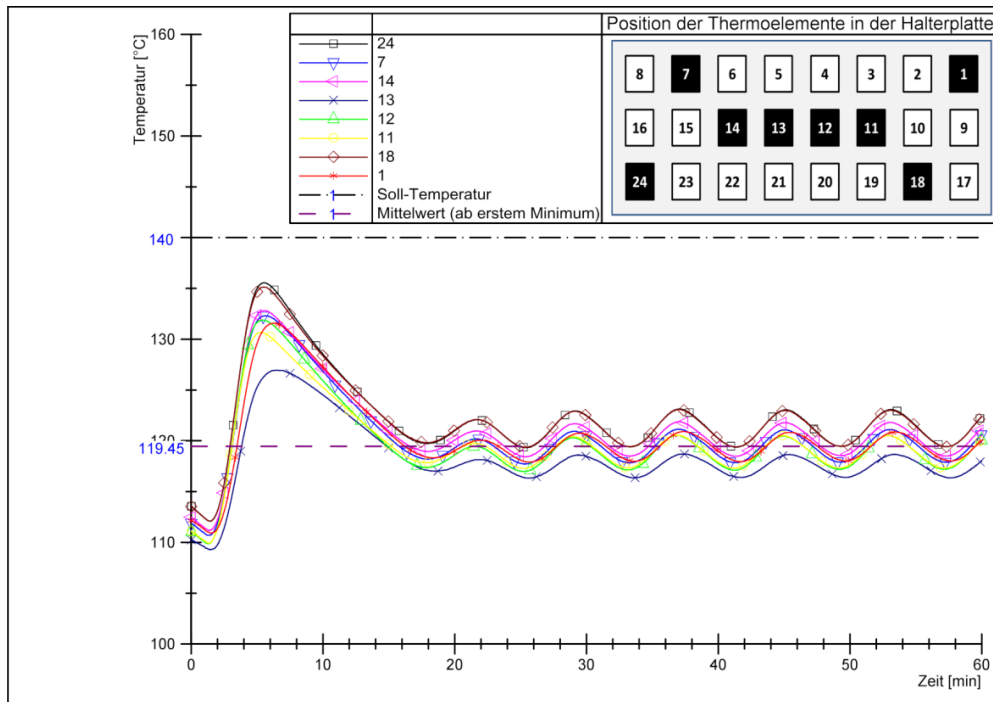 Temperatur [°C]
160
150
140
130
120
119.45
110
100
24
7
14
13
12
11
18
1
Soll-Temperatur
Mittelwert (ab erstem Minimum)
Position der Thermoelemente in der Halterplatte
8 7 6 5 4 3 2 1
16 15 14 13 12 11 10 9
24 23 22 21 20 19 18 17
0 10 20 30 40 50 60
Zeit [min]